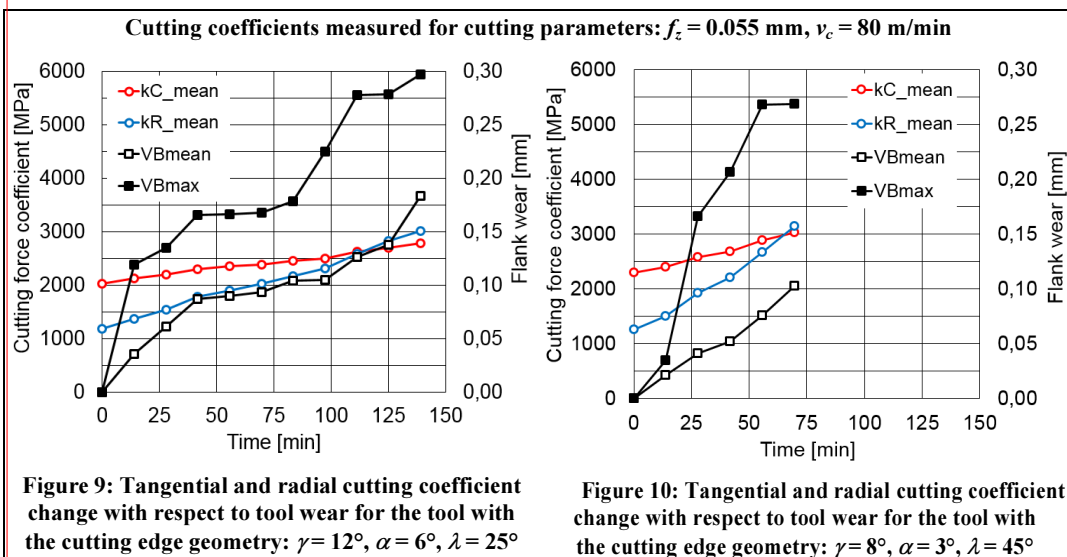 Cutting coefficients measured for cutting parameters: fz = 0.055 mm, vc = 80 m/min
6000
5000
4000
3000
2000
1000
0
Cutting force coefficient [MPa]
kC_mean
kR_mean
VBmean
VBmax
0,30
0,25
0,20
0,15
0,10
0,05
0,00
Flank wear [mm]
0 25 50 75 100 125 150
Time [min]
Figure 9: Tangential and radial cutting coefficient
change with respect to tool wear for the tool with
the cutting edge geometry: γ = 12°, α = 6°, λ = 25°
6000
5000
4000
3000
2000
1000
0
Cutting force coefficient [MPa]
kC_mean
kR_mean
VBmean
VBmax
0,30
0,25
0,20
0,15
0,10
0,05
0,00
Flank wear [mm]
0 25 50 75 100 125 150
Time [min]
Figure 10: Tangential and radial cutting coefficient
change with respect to tool wear for the tool with
the cutting edge geometry: γ = 8°, α = 3°, λ = 45°